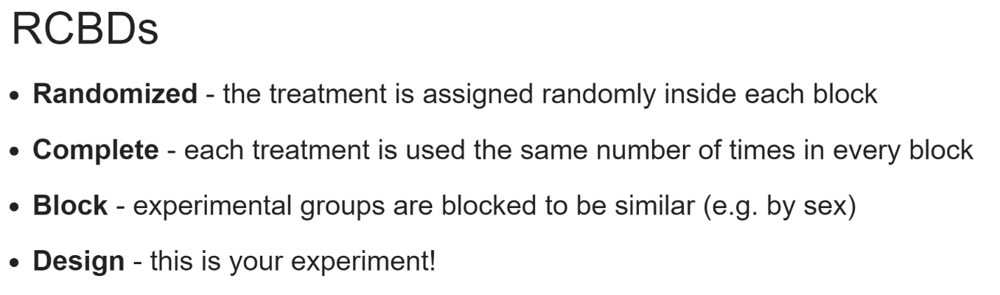 RCBDs
• Randomized - the treatment is assigned randomly inside each block
• Complete - each treatment is used the same number of times in every block
• Block - experimental groups are blocked to be similar (e.g. by sex)
• Design - this is your experiment!